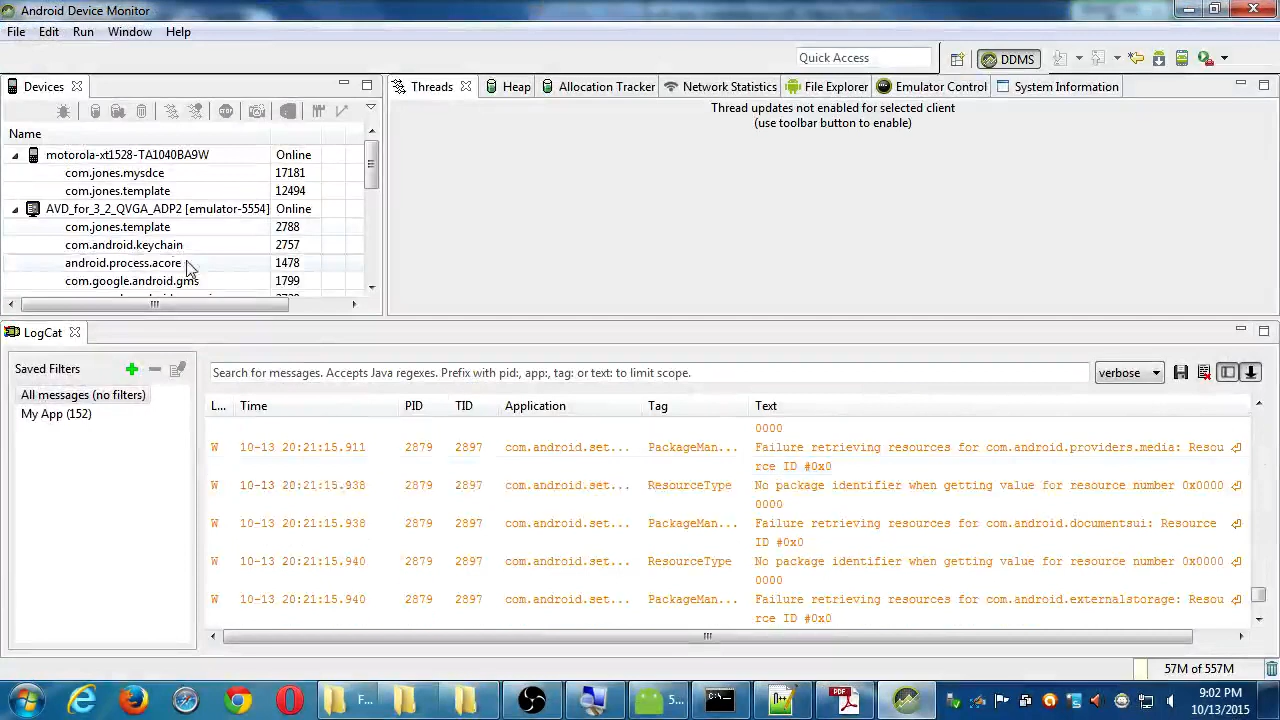 Android Device Monitor
File Edit Run Window Help
Quick Access
DDMS
Devices
Name
motorola-xt1528-TA1040BA9W Online
com.jones.mysdce 17181
com.jones.template 12494
AVD_for_3_2_QVGA_ADP2 [emulator-5554] Online
com.jones.template 2788
com.android.keychain 2757
android.process.acore 1478
com.google.android.gms 1799
Threads Heap Allocation Tracker Network Statistics File Explorer Emulator Control System Information
Thread updates not enabled for selected client
(use toolbar button to enable)
LogCat
Saved Filters
All messages (no filters)
My App (152)
Search for messages. Accepts Java regexes. Prefix with pid:, app:, tag: or text: to limit scope.
verbose
L... Time PID TID Application Tag Text
0000
W 10-13 20:21:15.911 2879 2897 com.android.set... PackageMan... Failure retrieving resources for com.android.providers.media: Resou
rce ID #0x0
W 10-13 20:21:15.938 2879 2897 com.android.set... ResourceType No package identifier when getting value for resource number 0x0000
0000
W 10-13 20:21:15.938 2879 2897 com.android.set... PackageMan... Failure retrieving resources for com.android.documentsui: Resource
ID #0x0
W 10-13 20:21:15.940 2879 2897 com.android.set... ResourceType No package identifier when getting value for resource number 0x0000
0000
W 10-13 20:21:15.940 2879 2897 com.android.set... PackageMan... Failure retrieving resources for com.android.externalstorage: Resou
rce ID #0x0
57M of 557M
F...
5...
C:\
PDF
9:02 PM
10/13/2015